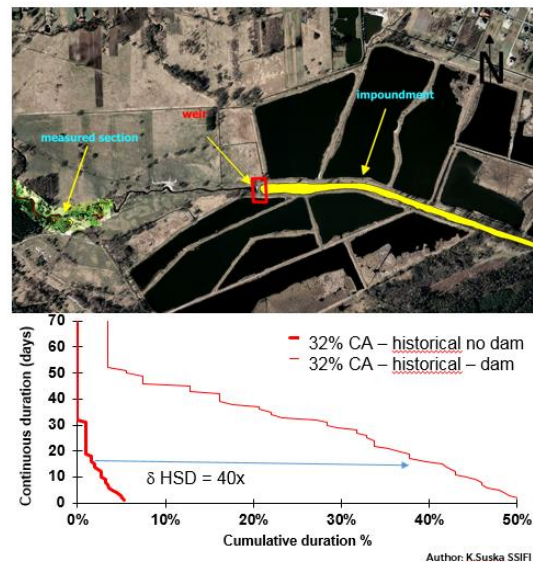 N
impoundment
weir
measured section
70
60
50
40
30
20
10
0
Continuous duration (days)
32% CA – historical no dam
32% CA – historical – dam
δ HSD = 40x
0% 10% 20% 30% 40% 50%
Cumulative duration %
Author: K.Suska SSIFI